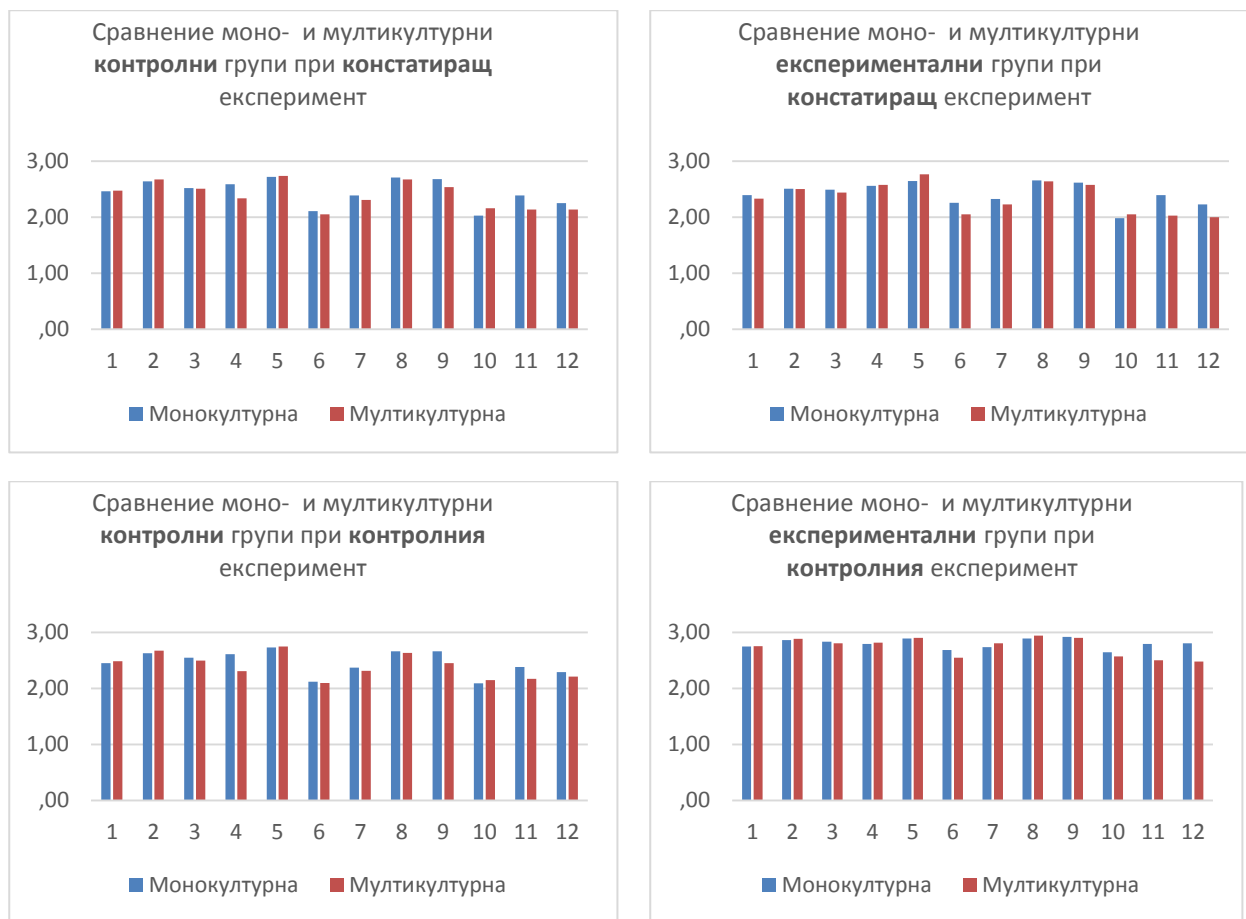 Сравнение моно- и мултикултурни
контролни групи при констатиращ
експеримент
3,00
2,00
1,00
,00
1 2 3 4 5 6 7 8 9 10 11 12
Монокултурна Мултикултурна
Сравнение моно- и мултикултурни
експериментални групи при
констатиращ експеримент
3,00
2,00
1,00
,00
1 2 3 4 5 6 7 8 9 10 11 12
Монокултурна Мултикултурна
Сравнение моно- и мултикултурни
контролни групи при контролния
експеримент
3,00
2,00
1,00
,00
1 2 3 4 5 6 7 8 9 10 11 12
Монокултурна Мултикултурна
Сравнение моно- и мултикултурни
експериментални групи при
контролния експеримент
3,00
2,00
1,00
,00
1 2 3 4 5 6 7 8 9 10 11 12
Монокултурна Мултикултурна